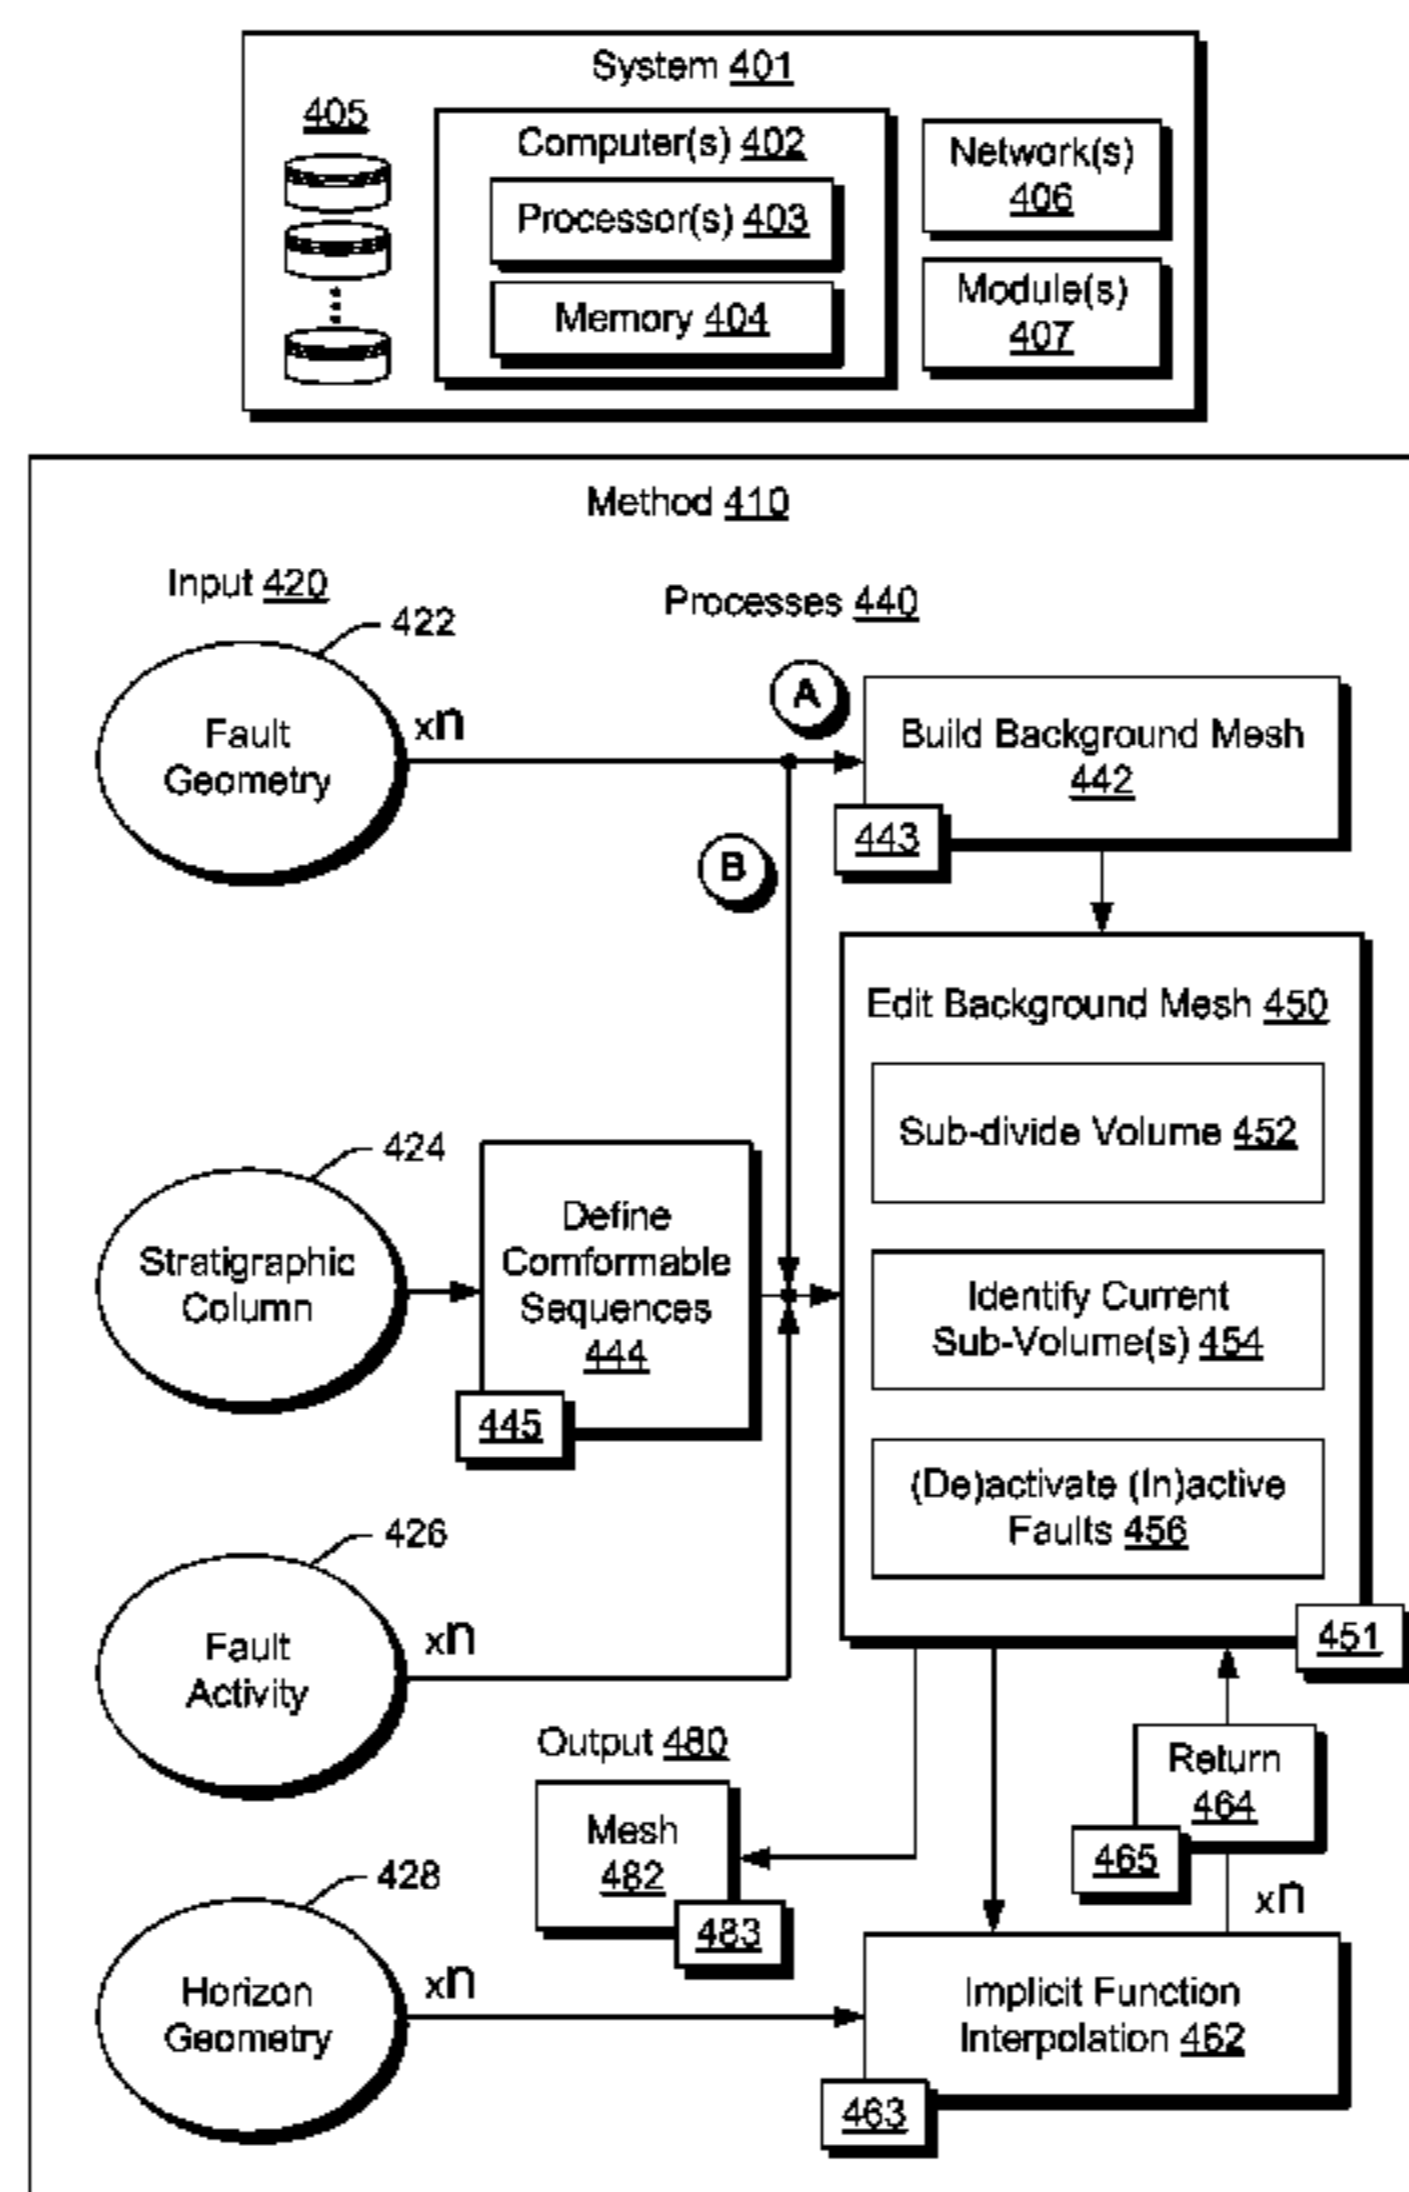 System 401
405
Computer(s) 402
Processor(s) 403
Memory 404
Network(s)
406
Module(s)
407
Method 410
Input 420
Processes 440
422
Fault
Geometry
xn
A
B
Build Background Mesh
442
443
Edit Background Mesh 450
Sub-divide Volume 452
Identify Current
Sub-Volume(s) 454
(De)activate (In)active
Faults 456
451
424
Stratigraphic
Column
Define
Comformable
Sequences
444
445
426
Fault
Activity
xn
Output 480
Mesh
482
483
Return
464
465
xn
428
Horizon
Geometry
xn
Implicit Function
Interpolation 462
463